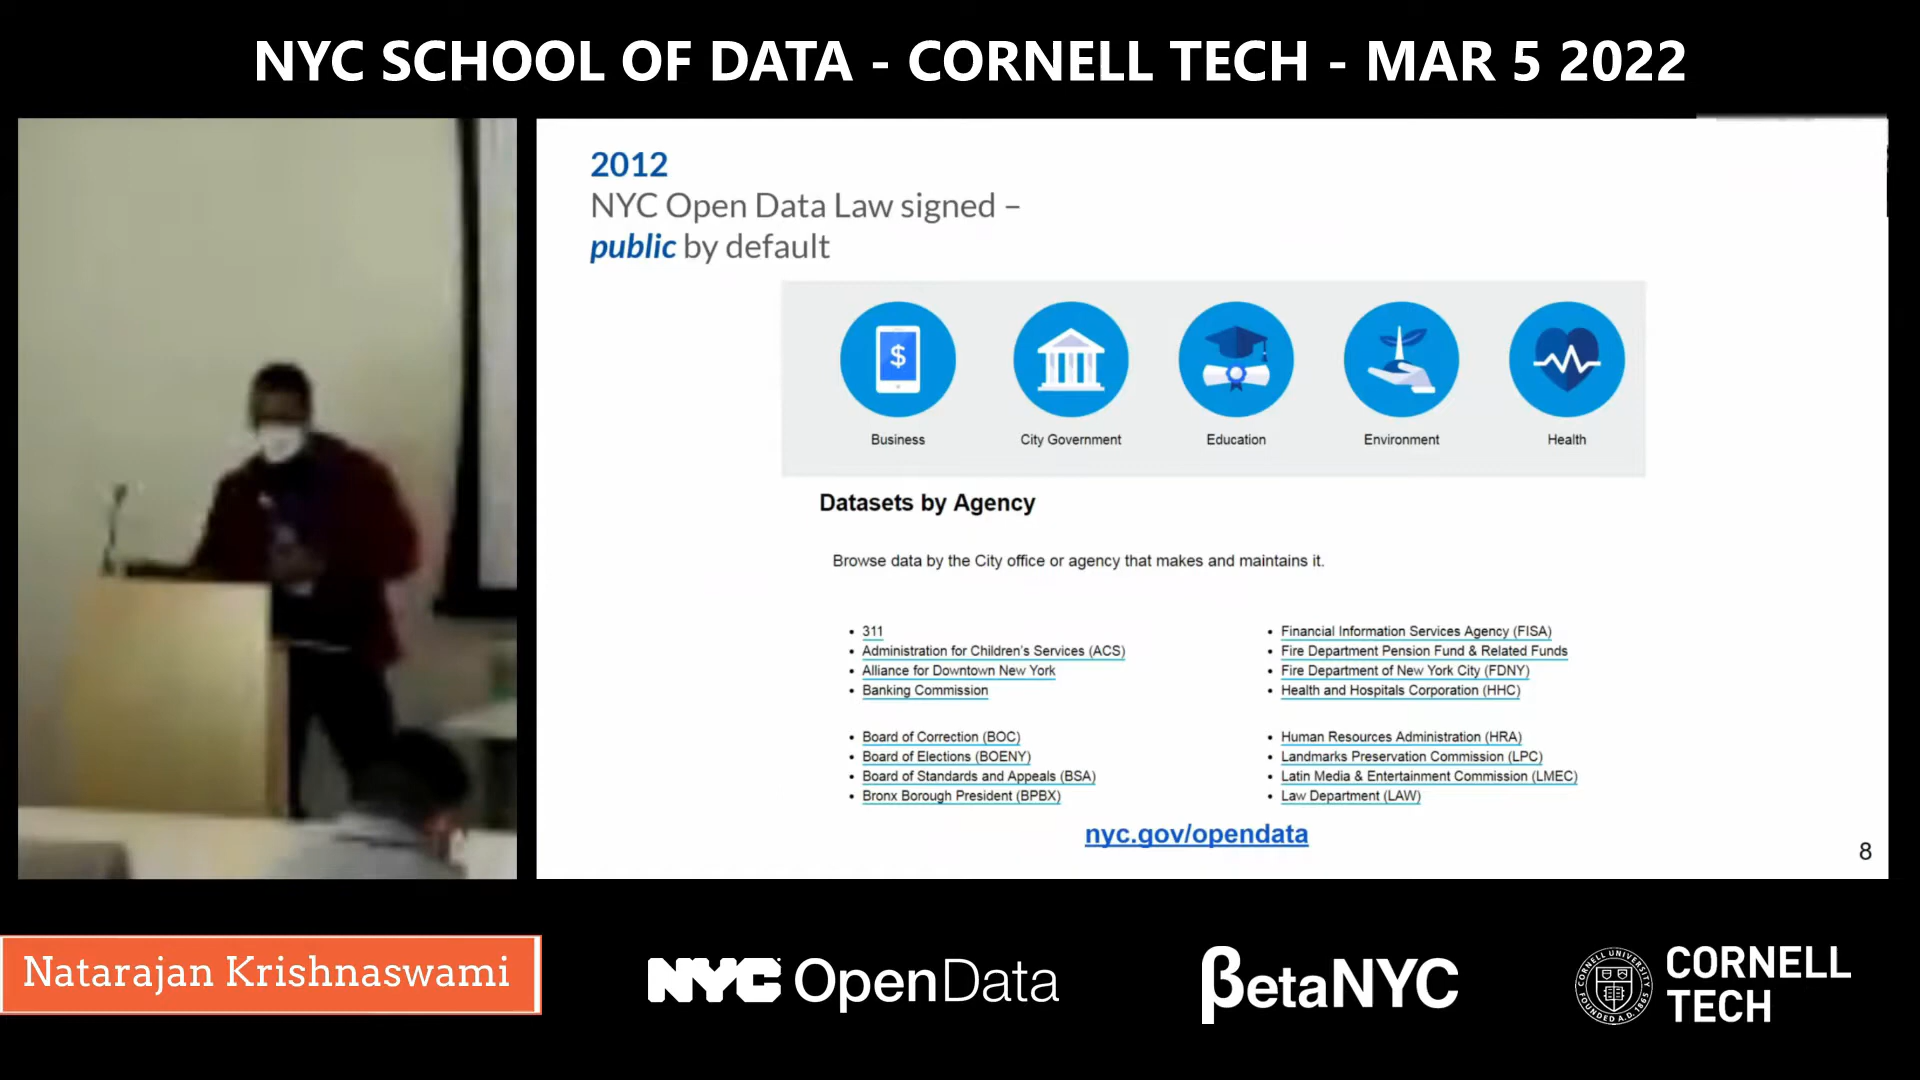 NYC SCHOOL OF DATA - CORNELL TECH - MAR 5 2022
2012
NYC Open Data Law signed –
public by default
$
Business
City Government
Education
Environment
Health
Datasets by Agency
Browse data by the City office or agency that makes and maintains it.
• 311
• Administration for Children's Services (ACS)
• Alliance for Downtown New York
• Banking Commission
• Board of Correction (BOC)
• Board of Elections (BOENY)
• Board of Standards and Appeals (BSA)
• Bronx Borough President (BPBX)
• Financial Information Services Agency (FISA)
• Fire Department Pension Fund & Related Funds
• Fire Department of New York City (FDNY)
• Health and Hospitals Corporation (HHC)
• Human Resources Administration (HRA)
• Landmarks Preservation Commission (LPC)
• Latin Media & Entertainment Commission (LMEC)
• Law Department (LAW)
nyc.gov/opendata
8
Natarajan Krishnaswami
NYC OpenData
βetaNYC
CORNELL UNIVERSITY
FOUNDED A.D. 1865
CORNELL
TECH